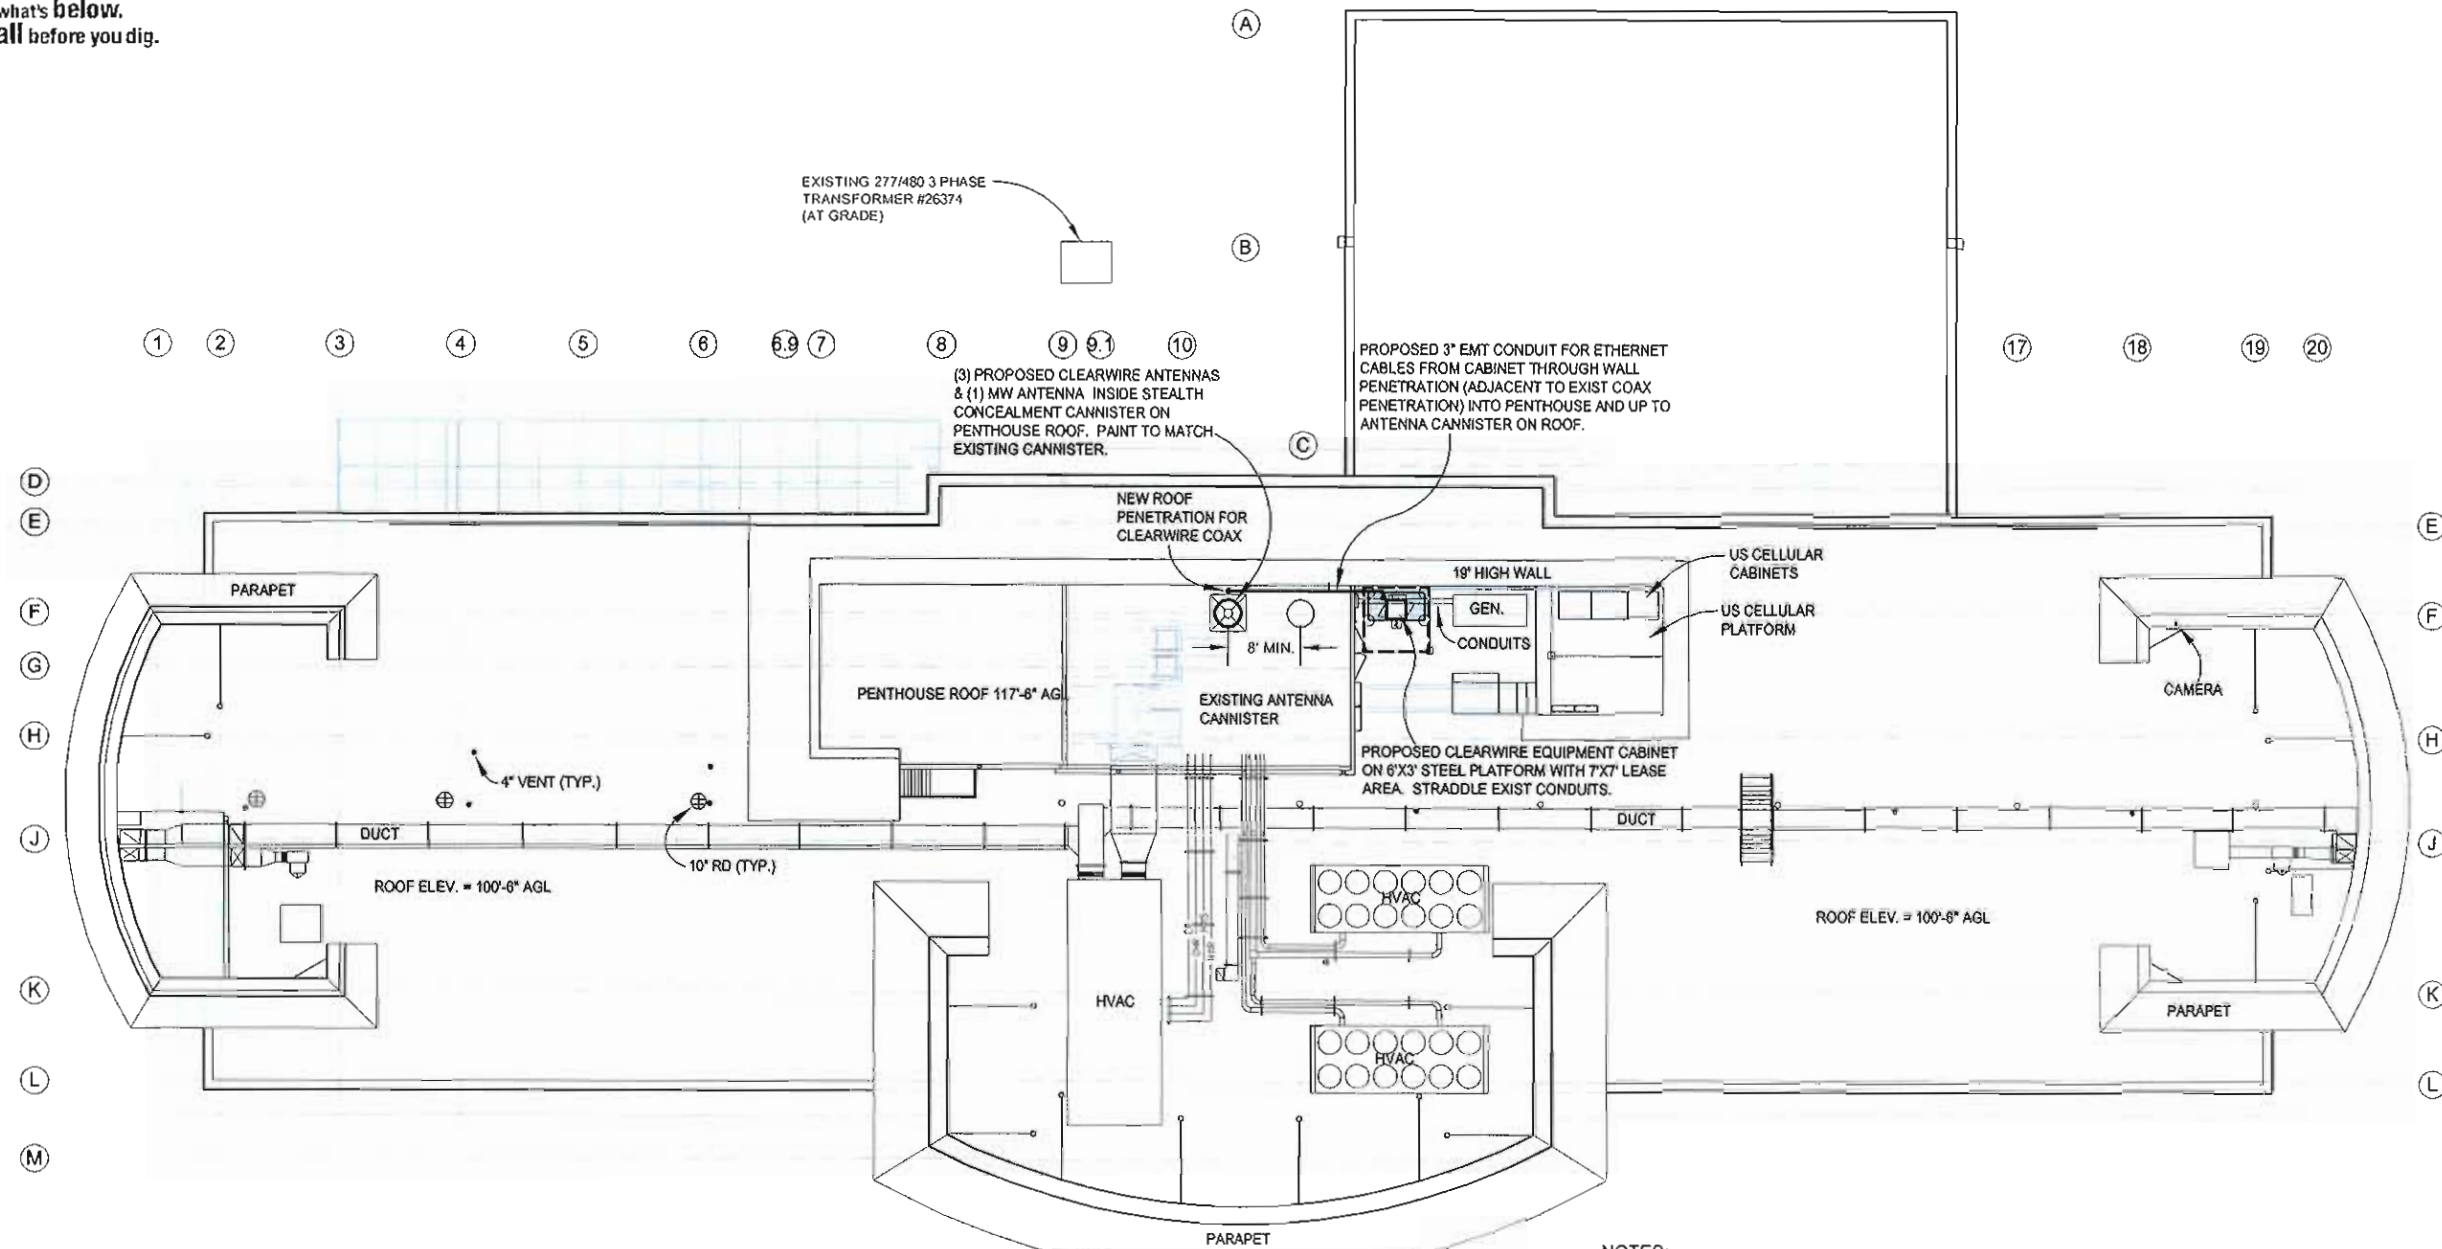 what's below.
all before you dig.
A
EXISTING 277/480 3 PHASE
TRANSFORMER #26374
(AT GRADE)
B
1 2 3 4 5 6 6.9 7 8 9 9.1 10 17 18 19 20
(3) PROPOSED CLEARWIRE ANTENNAS
& (1) MW ANTENNA INSIDE STEALTH
CONCEALMENT CANNISTER ON
PENTHOUSE ROOF. PAINT TO MATCH
EXISTING CANNISTER.
PROPOSED 3" EMT CONDUIT FOR ETHERNET
CABLES FROM CABINET THROUGH WALL
PENETRATION (ADJACENT TO EXIST COAX
PENETRATION) INTO PENTHOUSE AND UP TO
ANTENNA CANNISTER ON ROOF.
C
D
E
NEW ROOF
PENETRATION FOR
CLEARWIRE COAX
E
US CELLULAR
CABINETS
19' HIGH WALL
PARAPET
F
GEN.
US CELLULAR
PLATFORM
F
CONDUITS
8' MIN.
G
PENTHOUSE ROOF 117'-6" AGL
EXISTING ANTENNA
CANNISTER
CAMERA
H
H
PROPOSED CLEARWIRE EQUIPMENT CABINET
ON 6'X3' STEEL PLATFORM WITH 7'X7' LEASE
AREA. STRADDLE EXIST CONDUITS.
4" VENT (TYP.)
J
DUCT
DUCT
J
10" RD (TYP.)
ROOF ELEV. = 100'-6" AGL
HVAC
ROOF ELEV. = 100'-6" AGL
K
HVAC
K
PARAPET
HVAC
L
L
M
PARAPET
NOTES: